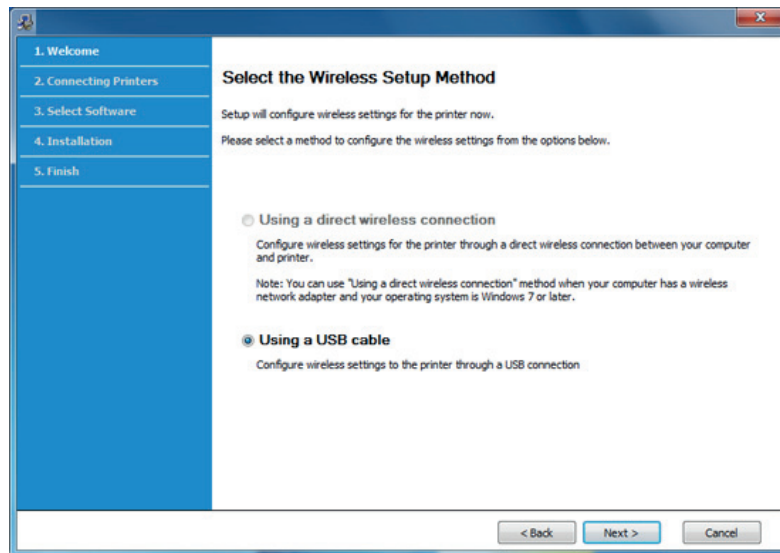 1. Welcome
2. Connecting Printers
3. Select Software
4. Installation
5. Finish
Select the Wireless Setup Method
Setup will configure wireless settings for the printer now.
Please select a method to configure the wireless settings from the options below.
Using a direct wireless connection
Configure wireless settings for the printer through a direct wireless connection between your computer
and printer.
Note: You can use "Using a direct wireless connection" method when your computer has a wireless
network adapter and your operating system is Windows 7 or later.
Using a USB cable
Configure wireless settings to the printer through a USB connection
< Back
Next >
Cancel